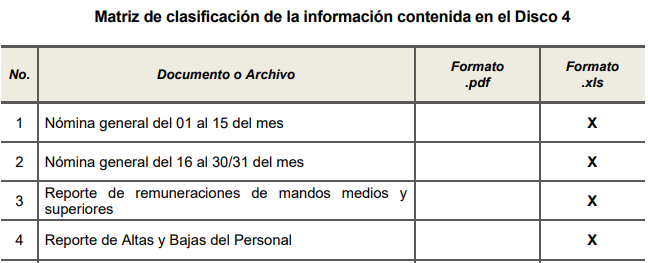 Matriz de clasificación de la información contenida en el Disco 4
No. Documento o Archivo Formato .pdf Formato .xls
1 Nómina general del 01 al 15 del mes X
2 Nómina general del 16 al 30/31 del mes X
3 Reporte de remuneraciones de mandos medios y
superiores X
4 Reporte de Altas y Bajas del Personal X